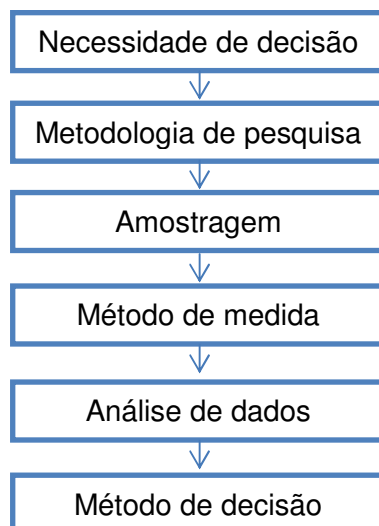 Necessidade de decisão
Metodologia de pesquisa
Amostragem
Método de medida
Análise de dados
Método de decisão